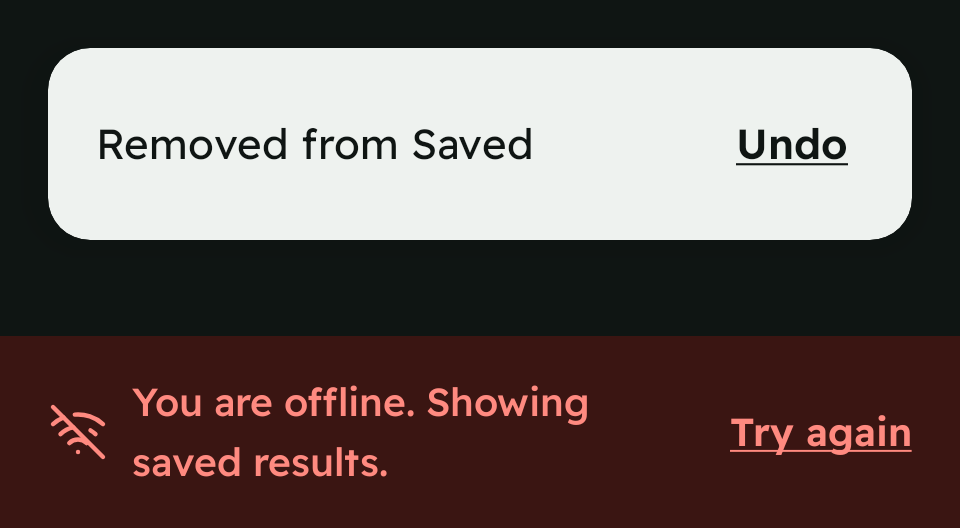 Removed from Saved
Undo
You are offline. Showing
saved results.
Try again